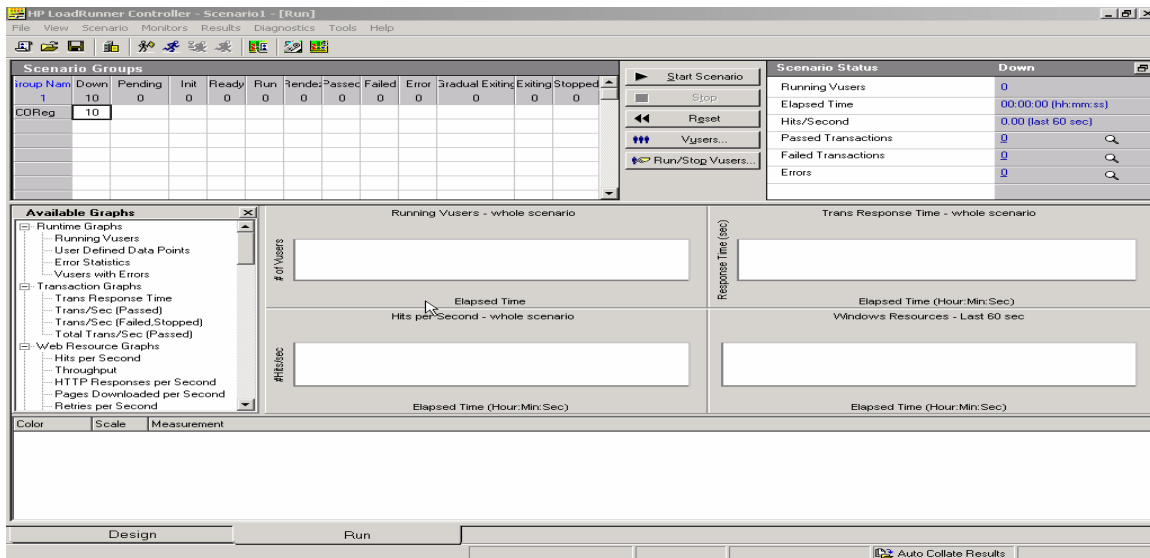 HP LoadRunner Controller - Scenario1 - [Run]
File View Scenario Monitors Results Diagnostics Tools Help
Scenario Groups
Group Nam Down Pending Init Ready Run Rende: Passed Failed Error Gradual Exiting Exiting Stopped
1 10 0 0 0 0 0 0 0 0 0 0 0
COReg 10
Start Scenario
Stop
Reset
Vusers...
Run/Stop Vusers...
Scenario Status Down
Running Vusers 0
Elapsed Time 00:00:00 (hh:mm:ss)
Hits/Second 0.00 (last 60 sec)
Passed Transactions 0
Failed Transactions 0
Errors 0
Available Graphs
Runtime Graphs
Running Vusers
User Defined Data Points
Error Statistics
Vusers with Errors
Transaction Graphs
Trans Response Time
Trans/Sec (Passed)
Trans/Sec (Failed,Stopped)
Total Trans/Sec (Passed)
Web Resource Graphs
Hits per Second
Throughput
HTTP Responses per Second
Pages Downloaded per Second
Retries per Second
Running Vusers - whole scenario
# of Vusers
Elapsed Time
Trans Response Time - whole scenario
Response Time (sec)
Elapsed Time (Hour:Min:Sec)
Hits per Second - whole scenario
#Hits/sec
Elapsed Time (Hour:Min:Sec)
Windows Resources - Last 60 sec
Elapsed Time (Hour:Min:Sec)
Color Scale Measurement
Design Run
Auto Collate Results